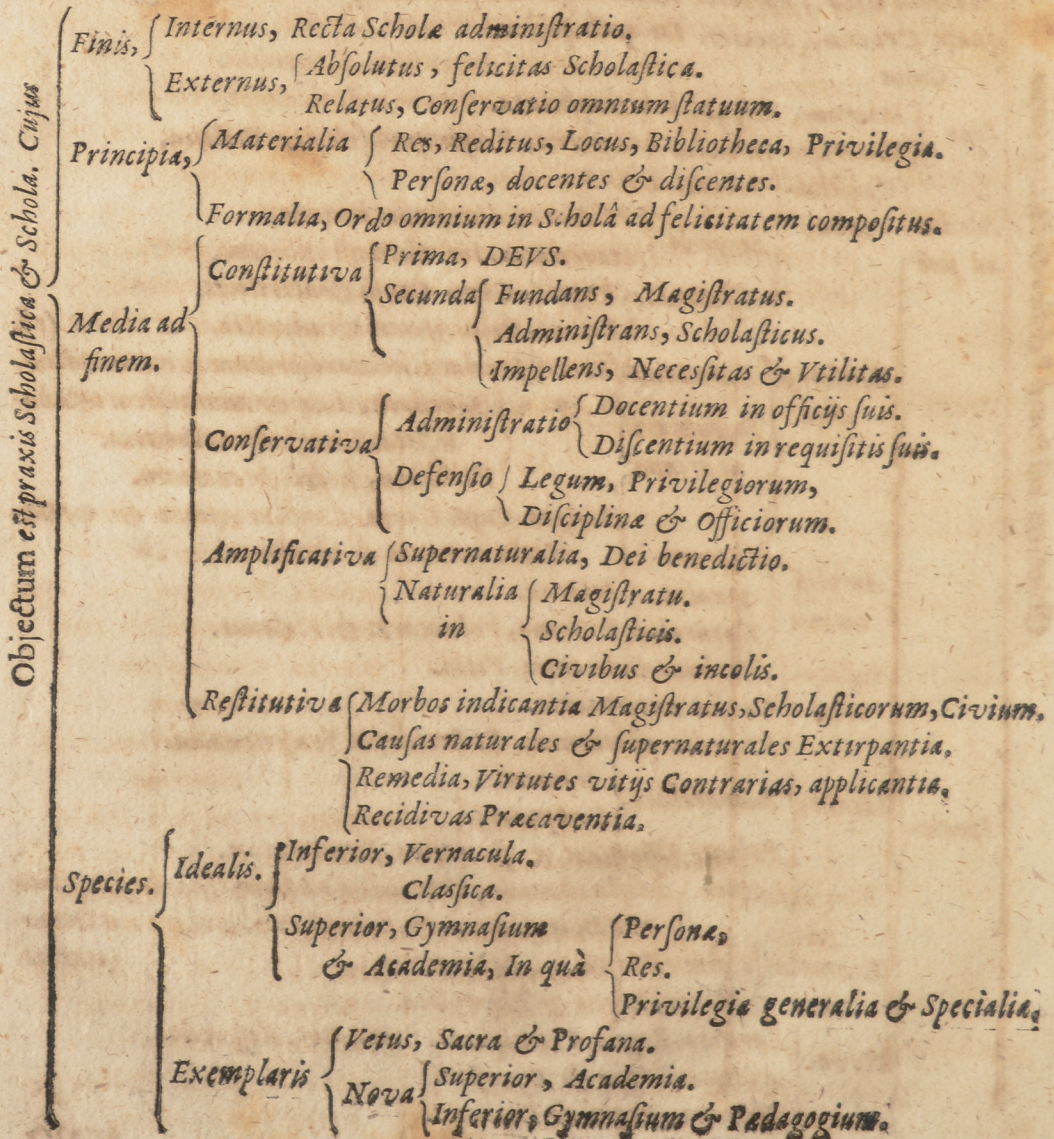 Objectum est praxis Scholastica & Schola. Cujus
Finis, Internus, Recta Scholæ adminiſtratio.
Externus, Abſolutus, felicitas Scholaſtica.
Relatus, Conſervatio omnium ſtatuum.
Principia, Materialia Res, Reditus, Locus, Bibliotheca, Privilegia.
Perſonæ, docentes & diſcentes.
Formalia, Ordo omnium in Scholâ ad felicitatem compoſitus.
Media ad finem.
Conſtitutiva Prima, DEVS.
Secunda Fundans, Magiſtratus.
Adminiſtrans, Scholaſticus.
Impellens, Neceſſitas & Vtilitas.
Conſervativa Adminiſtratio Docentium in officijs ſuis.
Diſcentium in requiſitis ſuis.
Defenſio Legum, Privilegiorum,
Diſciplinæ & Officiorum.
Amplificativa Supernaturalia, Dei benedictio.
Naturalia in Magiſtratu.
Scholaſticis.
Civibus & incolis.
Reſtitutiva Morbos indicantia Magiſtratus, Scholaſticorum, Civium.
Cauſas naturales & ſupernaturales Extirpantia.
Remedia, Virtutes vitijs Contrarias, applicantia.
Recidivas Præcaventia.
Species. Idealis. Inferior, Vernacula.
Claſſica.
Superior, Gymnaſium Perſonæ,
& Academia, In quà Res.
Privilegia generalia & Specialia.
Exemplaris Vetus, Sacra & Profana.
Nova Superior, Academia.
Inferior, Gymnaſium & Pædagogium.